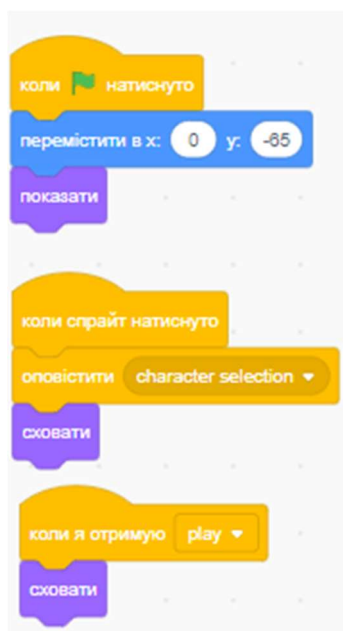 коли натиснуто
перемістити в x: 0 y: -65
показати
коли спрайт натиснуто
оповістити character selection
сховати
коли я отримую play
сховати